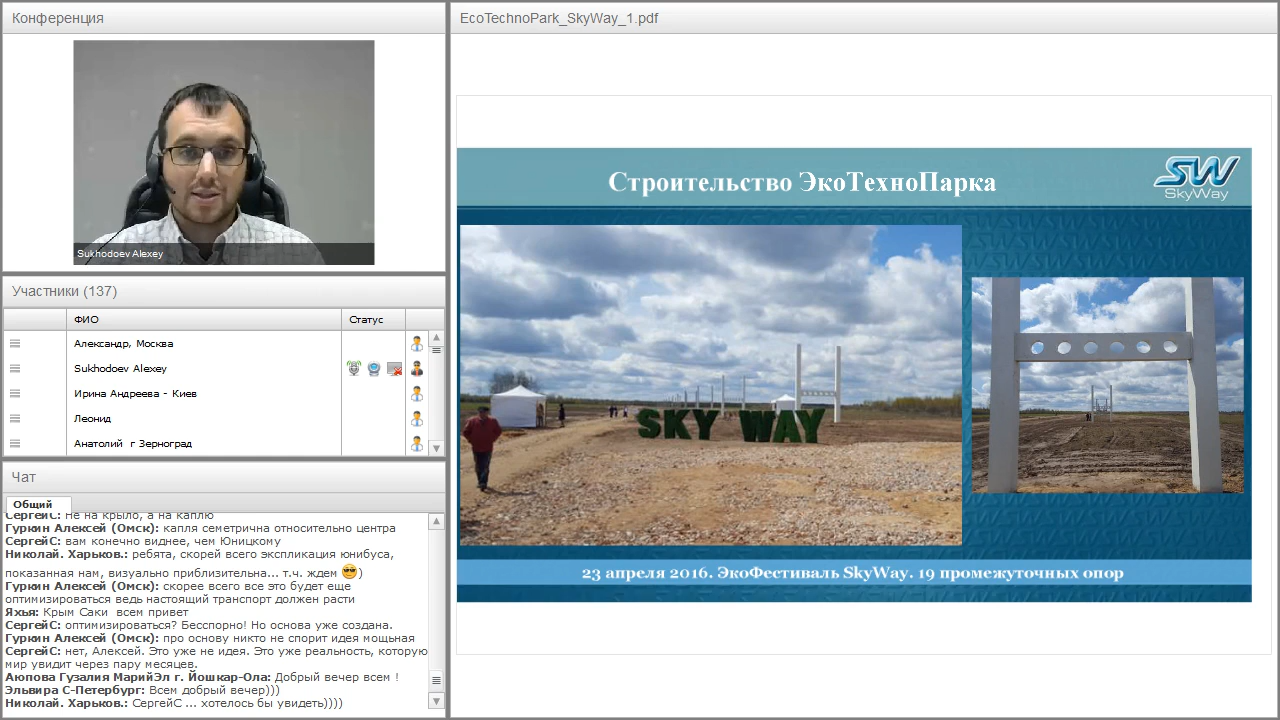 Конференция
Sukhodoev Alexey
Участники (137)
ФИО
Статус
Александр, Москва
Sukhodoev Alexey
Ирина Андреева - Киев
Леонид
Анатолий г Зерноград
Чат
Общий
СергейС: не на крыло, а на каплю
Гуркин Алексей (Омск): капля семетрична относительно центра
СергейС: вам конечно виднее, чем Юницкому
Николай. Харьков.: ребята, скорей всего экспликация юнибуса,
показанная нам, визуально приблизительна... т.ч. ждем )
Гуркин Алексей (Омск): скорее всего все это будет еще
оптимизироваться ведь настоящий транспорт должен расти
Яхья: Крым Саки всем привет
СергейС: оптимизироваться? Бесспорно! Но основа уже создана.
Гуркин Алексей (Омск): про основу никто не спорит идея мощьная
СергейС: нет, Алексей. Это уже не идея. Это уже реальность, которую
мир увидит через пару месяцев.
Аюпова Гузалия МарийЭл г. Йошкар-Ола: Добрый вечер всем !
Эльвира С-Петербург: Всем добрый вечер)))
Николай. Харьков.: СергейС ... хотелось бы увидеть))))
EcoTechnoPark_SkyWay_1.pdf
Строительство ЭкоТехноПарка
SW
SkyWay
SKY WAY
23 апреля 2016. ЭкоФестиваль SkyWay. 19 промежуточных опор